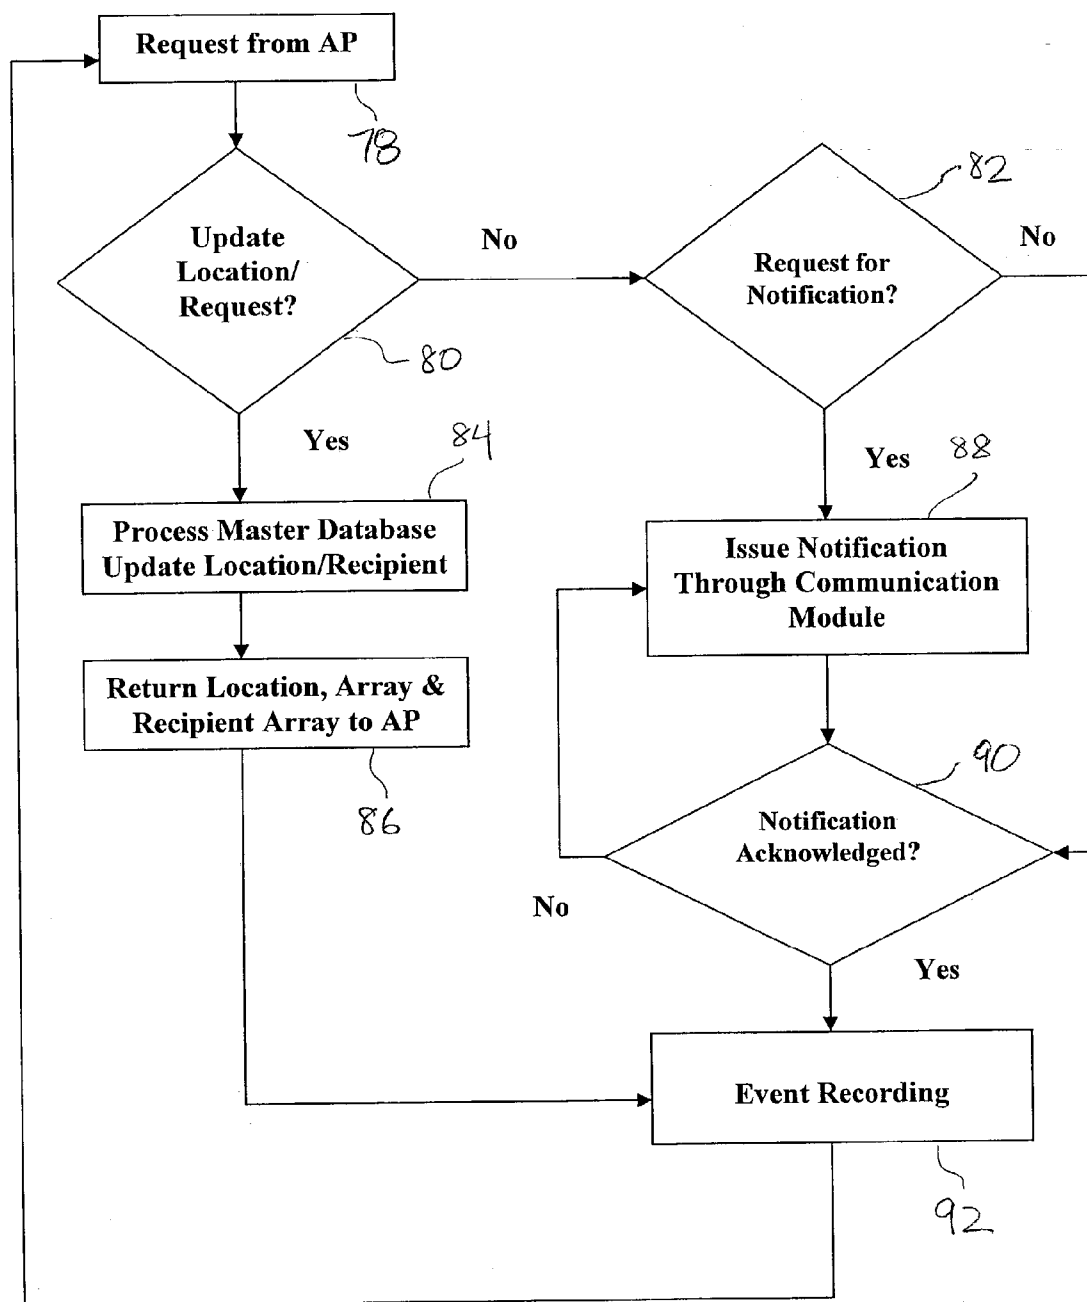 Request from AP
78
Update
Location/
Request?
80
No
82
Request for
Notification?
No
Yes
84
Process Master Database
Update Location/Recipient
Yes
88
Issue Notification
Through Communication
Module
Return Location, Array &
Recipient Array to AP
86
90
Notification
Acknowledged?
No
Yes
Event Recording
92